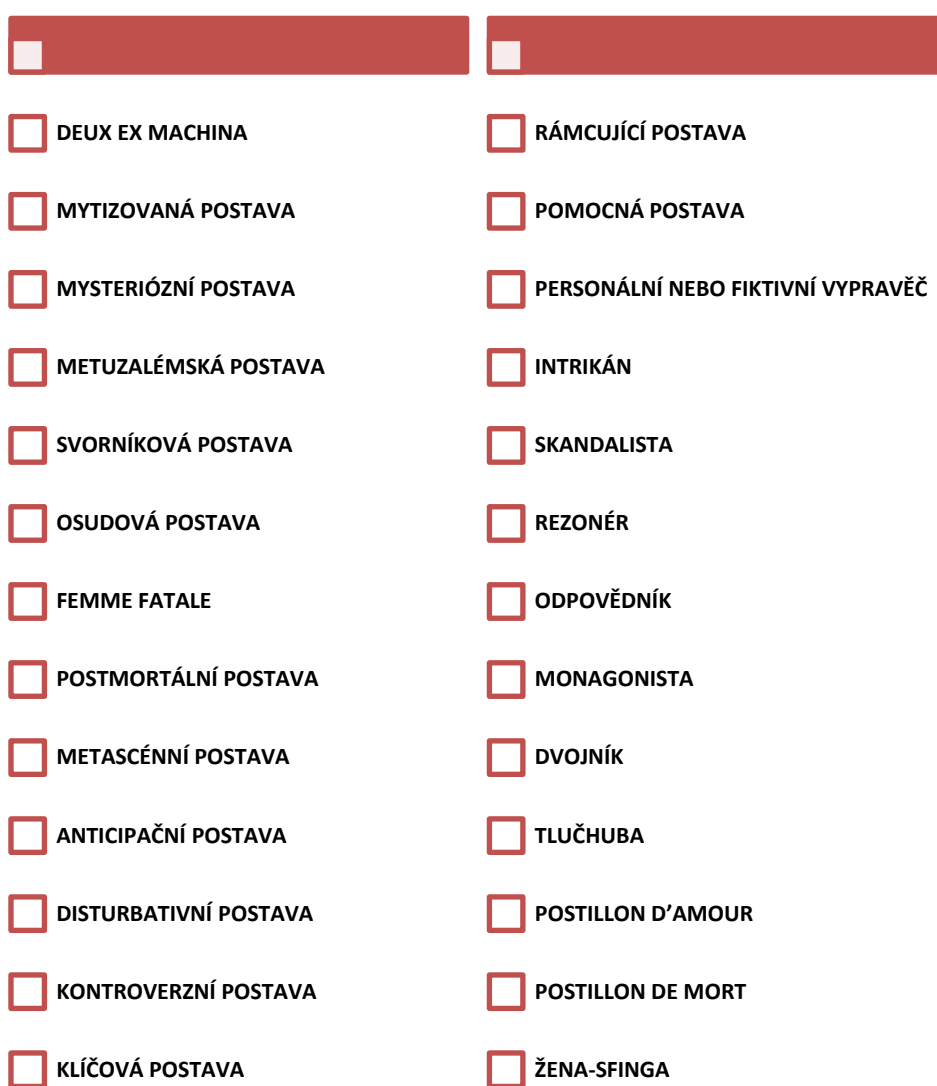 DEUX EX MACHINA
MYTIZOVANÁ POSTAVA
MYSTERIÓZNÍ POSTAVA
METUZALÉMSKÁ POSTAVA
SVORNÍKOVÁ POSTAVA
OSUDOVÁ POSTAVA
FEMME FATALE
POSTMORTÁLNÍ POSTAVA
METASCÉNNÍ POSTAVA
ANTICIPAČNÍ POSTAVA
DISTURBATIVNÍ POSTAVA
KONTROVERZNÍ POSTAVA
KLÍČOVÁ POSTAVA
RÁMCUJÍCÍ POSTAVA
POMOCNÁ POSTAVA
PERSONÁLNÍ NEBO FIKTIVNÍ VYPRAVĚČ
INTRIKÁN
SKANDALISTA
REZONÉR
ODPOVĚDNÍK
MONAGONISTA
DVOJNÍK
TLUČHUBA
POSTILLON D’AMOUR
POSTILLON DE MORT
ŽENA-SFINGA